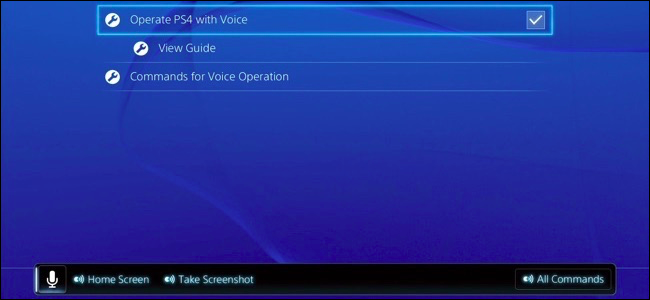 Operate PS4 with Voice
View Guide
Commands for Voice Operation
Home Screen Take Screenshot All Commands